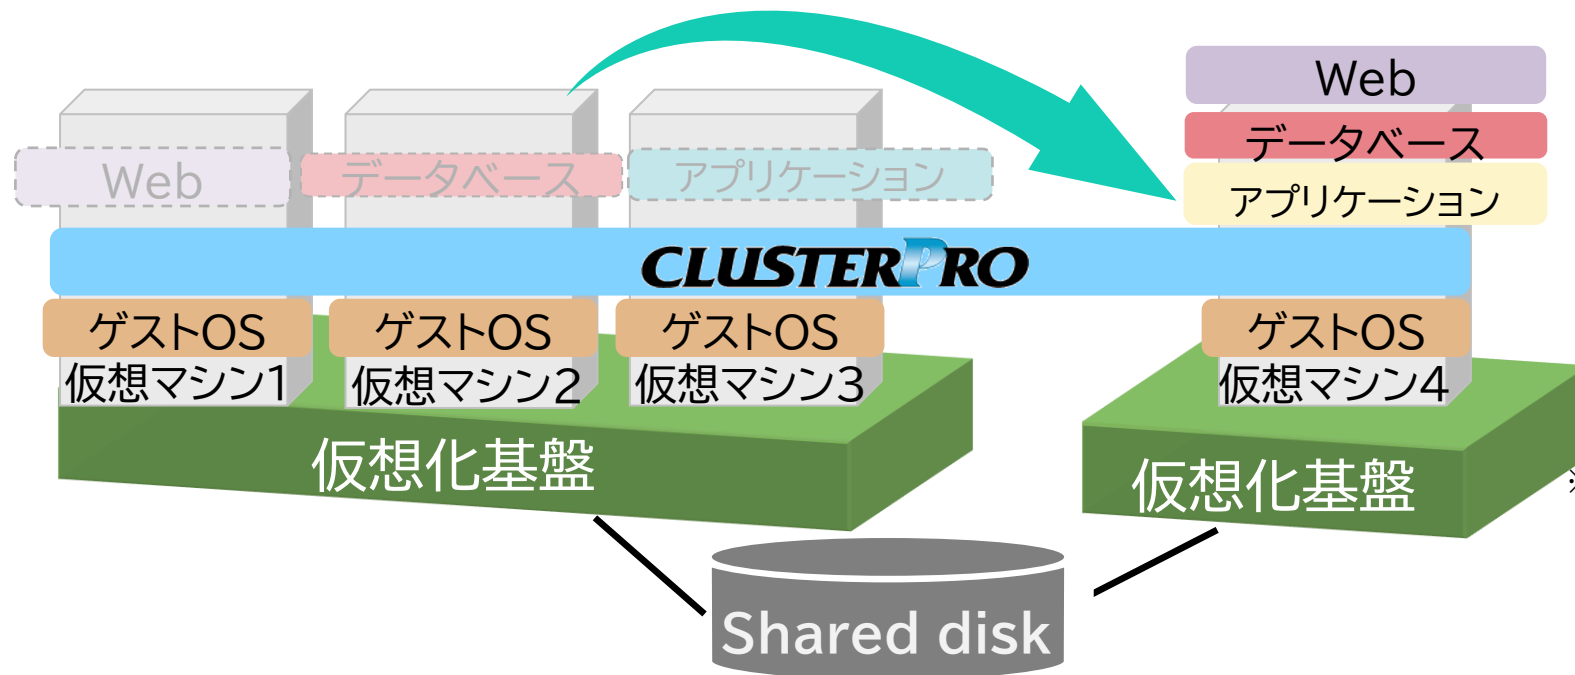 Web
データベース
アプリケーション
Web
データベース
アプリケーション
CLUSTERPRO
ゲストOS
ゲストOS
ゲストOS
ゲストOS
仮想マシン1
仮想マシン2
仮想マシン3
仮想マシン4
仮想化基盤
仮想化基盤
Shared disk